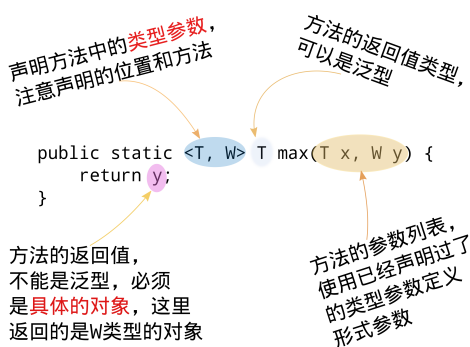 声明方法中的类型参数，
注意声明的位置和方法
方法的返回值类型，
可以是泛型
public static <T, W> T max(T x, W y) {
return y;
}
方法的返回值，
不能是泛型，必须
是具体的对象，这里
返回的是W类型的对象
方法的参数列表，
使用已经声明过了
的类型参数定义
形式参数